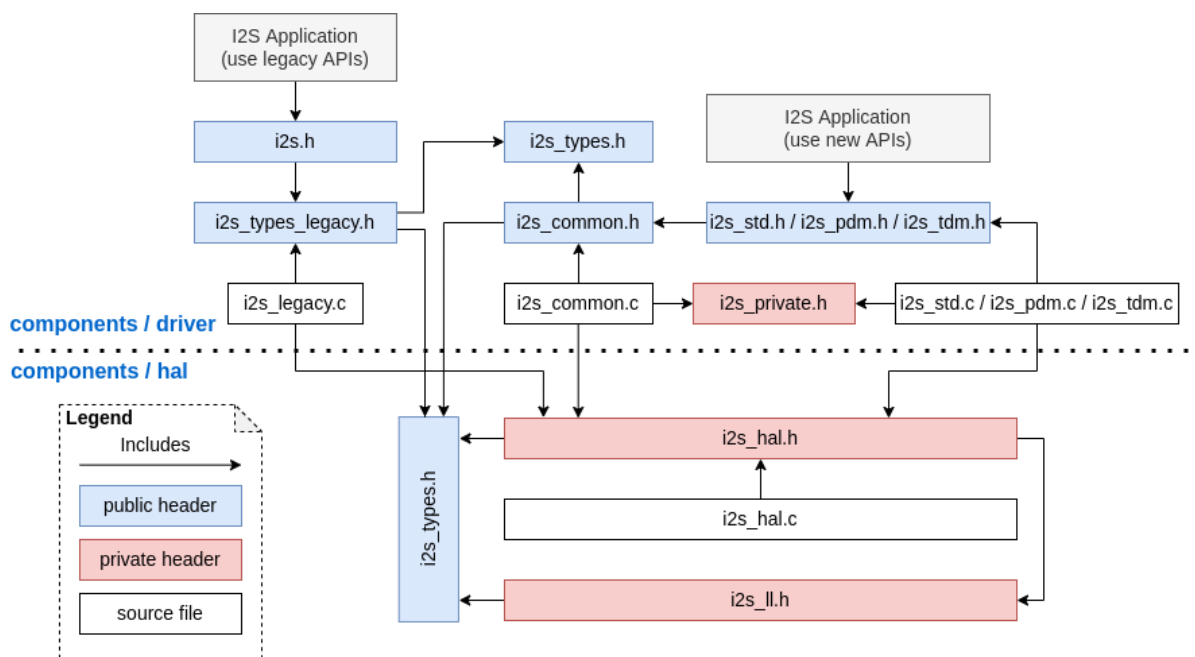 I2S Application
(use legacy APIs)
I2S Application
(use new APIs)
i2s.h
i2s_types.h
i2s_types_legacy.h
i2s_common.h
i2s_std.h / i2s_pdm.h / i2s_tdm.h
i2s_legacy.c
i2s_common.c
i2s_private.h
i2s_std.c / i2s_pdm.c / i2s_tdm.c
components / driver
components / hal
Legend
Includes
public header
private header
source file
i2s_types.h
i2s_hal.h
i2s_hal.c
i2s_ll.h